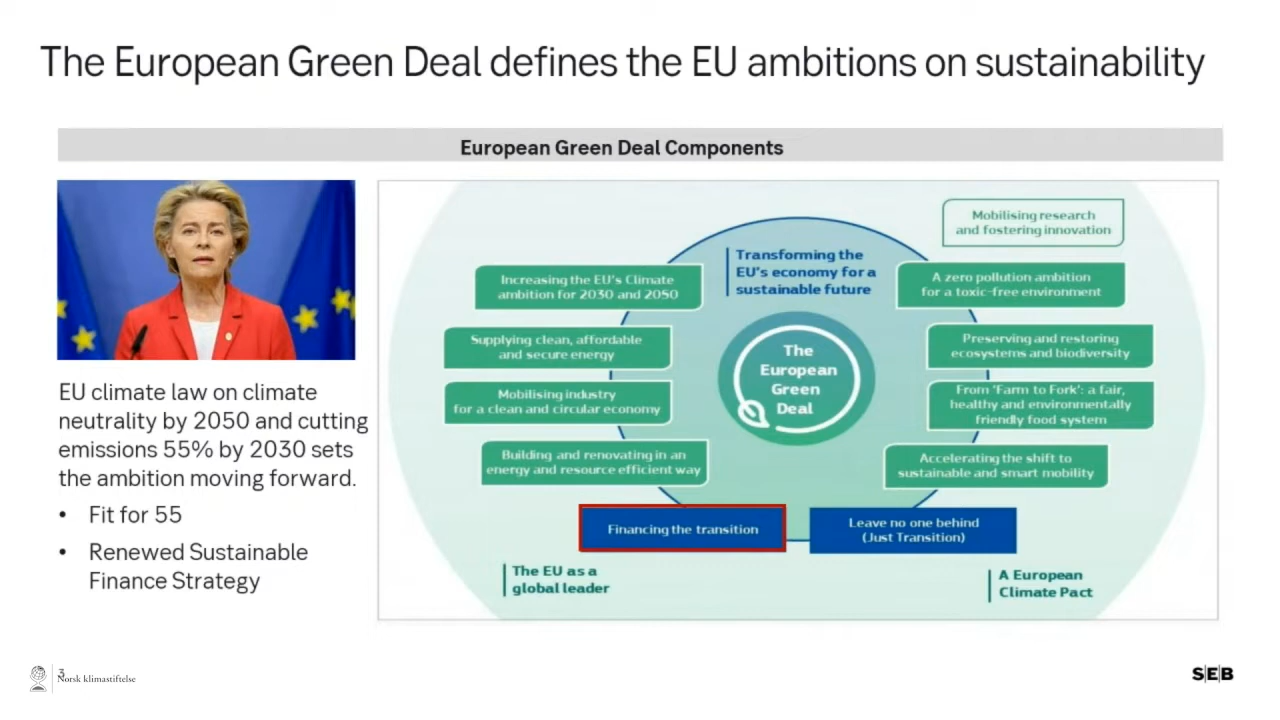 The European Green Deal defines the EU ambitions on sustainability
European Green Deal Components
EU climate law on climate
neutrality by 2050 and cutting
emissions 55% by 2030 sets
the ambition moving forward.
• Fit for 55
• Renewed Sustainable
Finance Strategy
Mobilising research
and fostering innovation
Transforming the
EU's economy for a
sustainable future
Increasing the EU's Climate
ambition for 2030 and 2050
Supplying clean, affordable
and secure energy
Mobilising industry
for a clean and circular economy
Building and renovating in an
energy and resource efficient way
The
European
Green
Deal
A zero pollution ambition
for a toxic-free environment
Preserving and restoring
ecosystems and biodiversity
From 'Farm to Fork': a fair,
healthy and environmentally
friendly food system
Accelerating the shift to
sustainable and smart mobility
Financing the transition
Leave no one behind
(Just Transition)
The EU as a
global leader
A European
Climate Pact
3
Norsk klimastiftelse
SEB